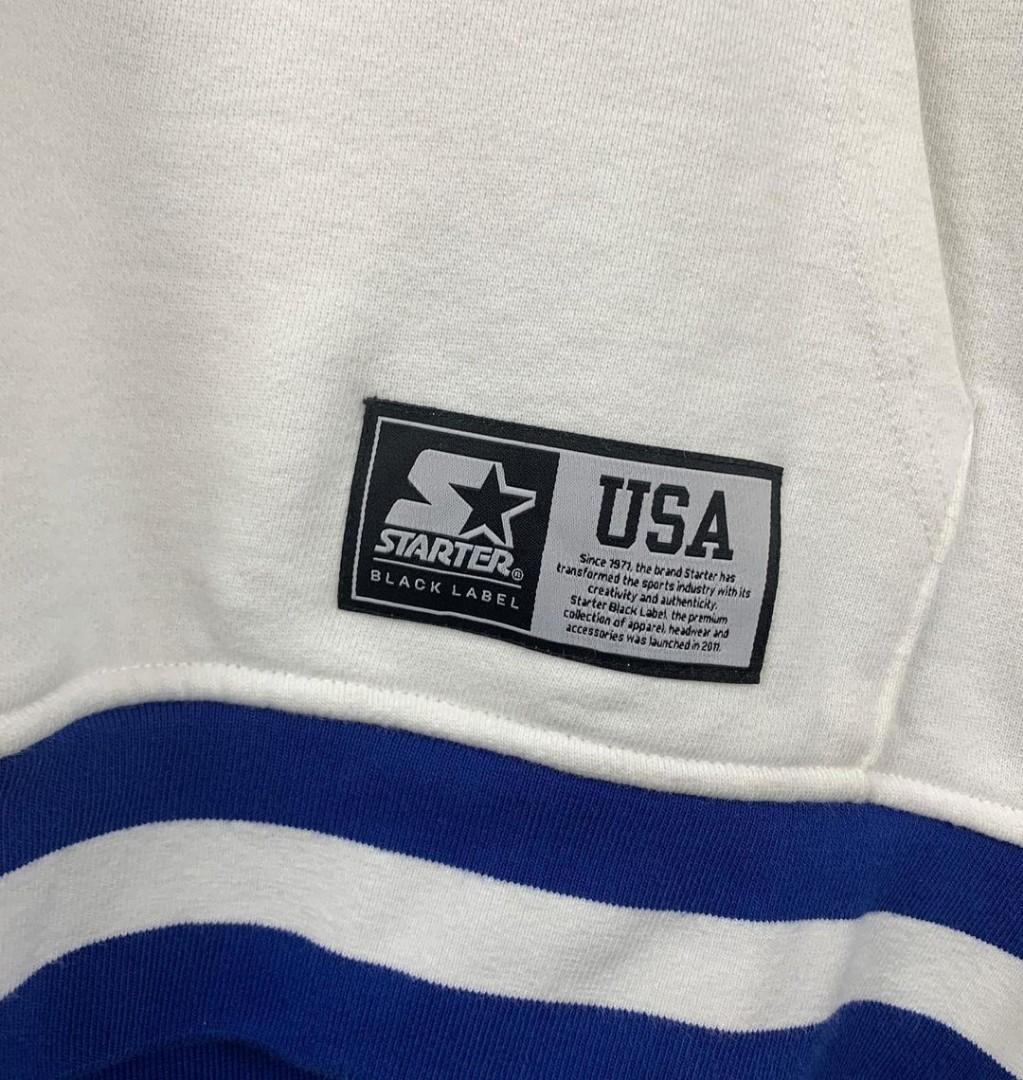 STARTER®
BLACK LABEL
USA
Since 1971, the brand Starter has
transformed the sports industry with its
creativity and authenticity.
Starter Black Label, the premium
collection of apparel, headwear and
accessories was launched in 2011.